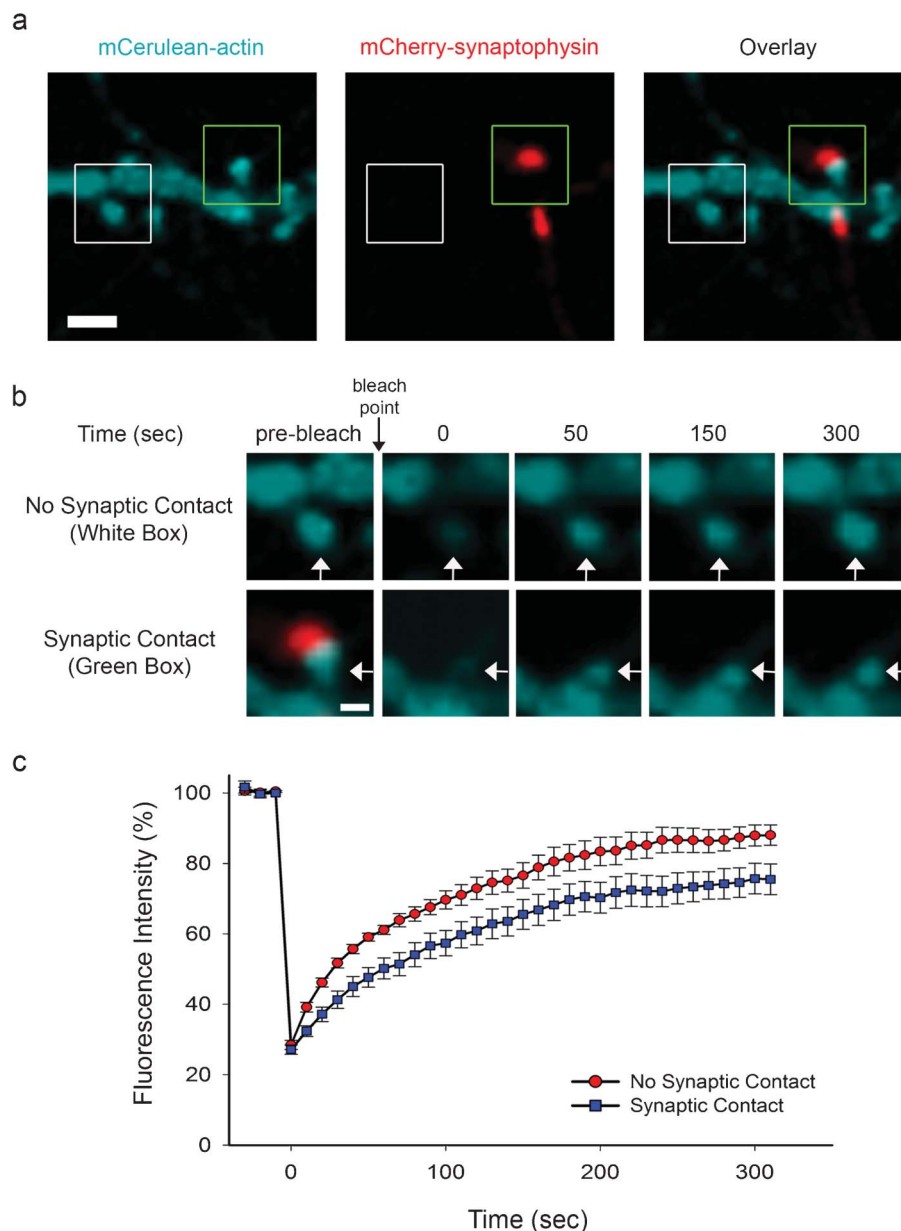 a
mCerulean-actin mCherry-synaptophysin Overlay
b
bleach
point
Time (sec) pre-bleach 0 50 150 300
No Synaptic Contact
(White Box)
Synaptic Contact
(Green Box)
c
Fluorescence Intensity (%)
100
80
60
40
20
0
No Synaptic Contact
Synaptic Contact
0 100 200 300
Time (sec)